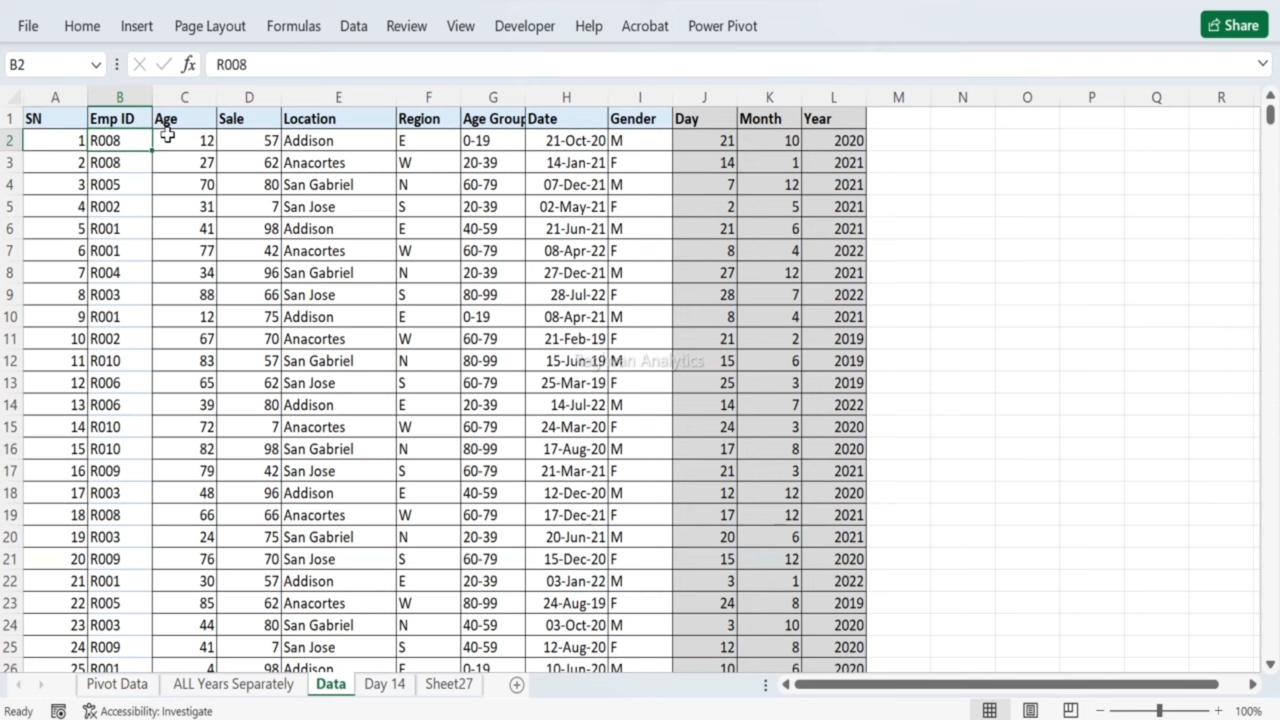 File Home Insert Page Layout Formulas Data Review View Developer Help Acrobat Power Pivot Share
B2 fx R008
A B C D E F G H I J K L M N O P Q R
1 SN Emp ID Age Sale Location Region Age Group Date Gender Day Month Year
2 1 R008 12 57 Addison E 0-19 21-Oct-20 M 21 10 2020
3 2 R008 27 62 Anacortes W 20-39 14-Jan-21 F 14 1 2021
4 3 R005 70 80 San Gabriel N 60-79 07-Dec-21 M 7 12 2021
5 4 R002 31 7 San Jose S 20-39 02-May-21 F 2 5 2021
6 5 R001 41 98 Addison E 40-59 21-Jun-21 M 21 6 2021
7 6 R001 77 42 Anacortes W 60-79 08-Apr-22 F 8 4 2022
8 7 R004 34 96 San Gabriel N 20-39 27-Dec-21 M 27 12 2021
9 8 R003 88 66 San Jose S 80-99 28-Jul-22 F 28 7 2022
10 9 R001 12 75 Addison E 0-19 08-Apr-21 M 8 4 2021
11 10 R002 67 70 Anacortes W 60-79 21-Feb-19 F 21 2 2019
12 11 R010 83 57 San Gabriel N 80-99 15-Jun-19 M 15 6 2019
13 12 R006 65 62 San Jose S 60-79 25-Mar-19 F 25 3 2019
14 13 R006 39 80 Addison E 20-39 14-Jul-22 M 14 7 2022
15 14 R010 72 7 Anacortes W 60-79 24-Mar-20 F 24 3 2020
16 15 R010 82 98 San Gabriel N 80-99 17-Aug-20 M 17 8 2020
17 16 R009 79 42 San Jose S 60-79 21-Mar-21 F 21 3 2021
18 17 R003 48 96 Addison E 40-59 12-Dec-20 M 12 12 2020
19 18 R008 66 66 Anacortes W 60-79 17-Dec-21 F 17 12 2021
20 19 R003 24 75 San Gabriel N 20-39 20-Jun-21 M 20 6 2021
21 20 R009 76 70 San Jose S 60-79 15-Dec-20 F 15 12 2020
22 21 R001 30 57 Addison E 20-39 03-Jan-22 M 3 1 2022
23 22 R005 85 62 Anacortes W 80-99 24-Aug-19 F 24 8 2019
24 23 R003 44 80 San Gabriel N 40-59 03-Oct-20 M 3 10 2020
25 24 R009 41 7 San Jose S 40-59 12-Aug-20 F 12 8 2020
26 25 R001 4 98 Addison E 0-19 10-Jun-20 M 10 6 2020
Pivot Data ALL Years Separately Data Day 14 Sheet27
Ready Accessibility: Investigate 100%